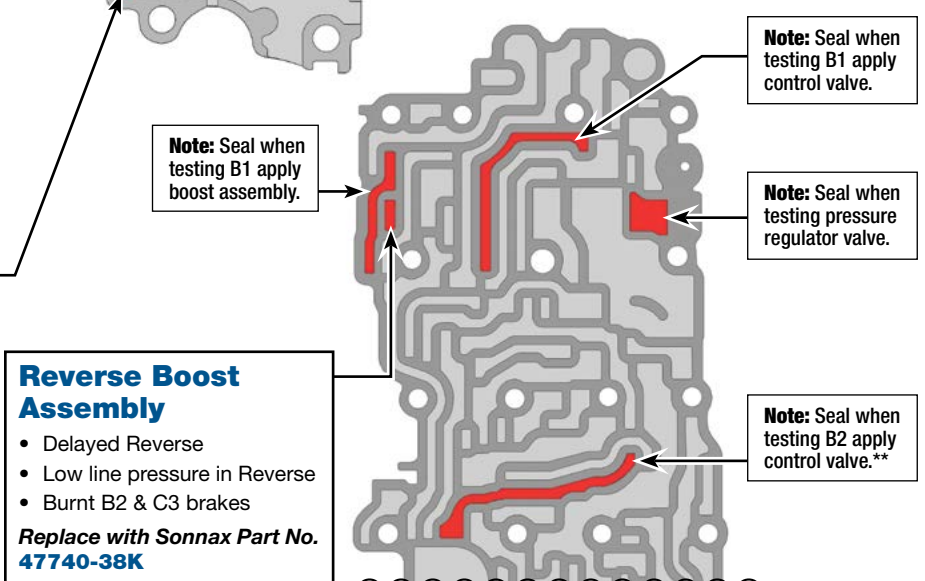 Note: Seal when
testing B1 apply
control valve.
Note: Seal when
testing B1 apply
boost assembly.
Note: Seal when
testing pressure
regulator valve.
Reverse Boost
Assembly
• Delayed Reverse
• Low line pressure in Reverse
• Burnt B2 & C3 brakes
Replace with Sonnax Part No.
47740-38K
Note: Seal when
testing B2 apply
control valve.**